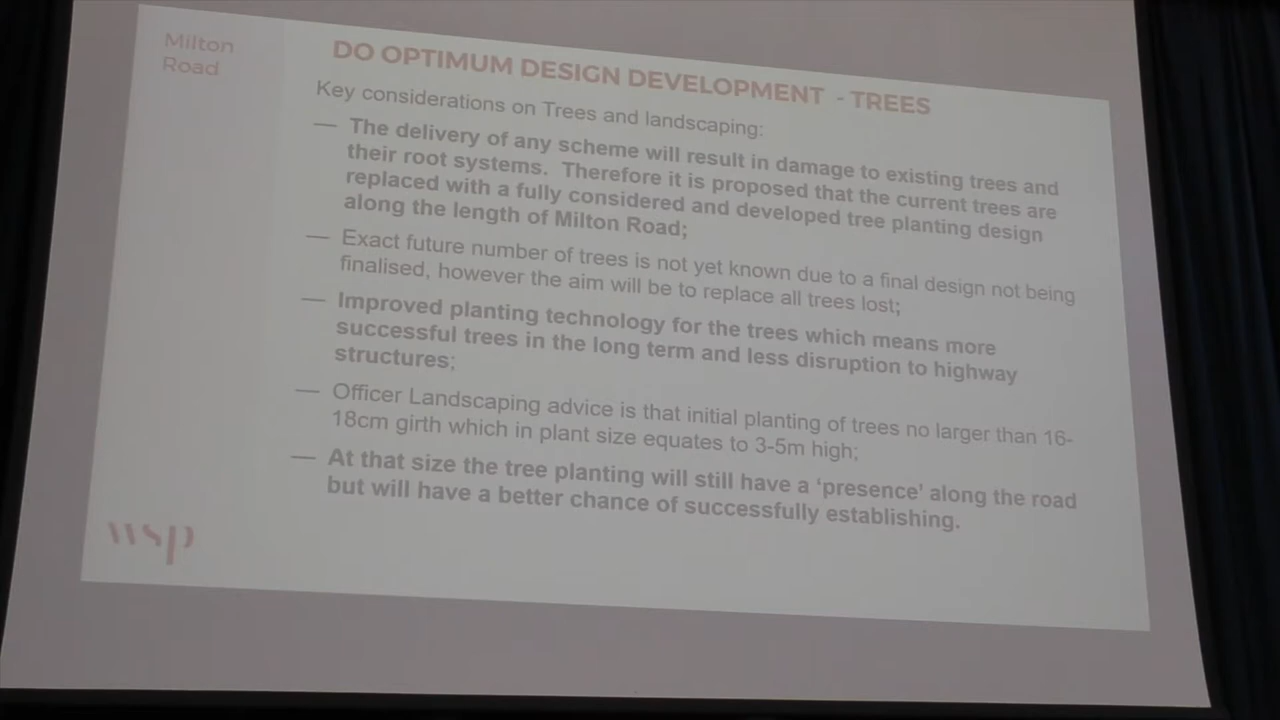 Milton
Road
DO OPTIMUM DESIGN DEVELOPMENT - TREES
Key considerations on Trees and landscaping:
— The delivery of any scheme will result in damage to existing trees and
their root systems. Therefore it is proposed that the current trees are
replaced with a fully considered and developed tree planting design
along the length of Milton Road;
— Exact future number of trees is not yet known due to a final design not being
finalised, however the aim will be to replace all trees lost;
— Improved planting technology for the trees which means more
successful trees in the long term and less disruption to highway
structures;
— Officer Landscaping advice is that initial planting of trees no larger than 16-
18cm girth which in plant size equates to 3-5m high;
— At that size the tree planting will still have a ‘presence’ along the road
but will have a better chance of successfully establishing.
wsp